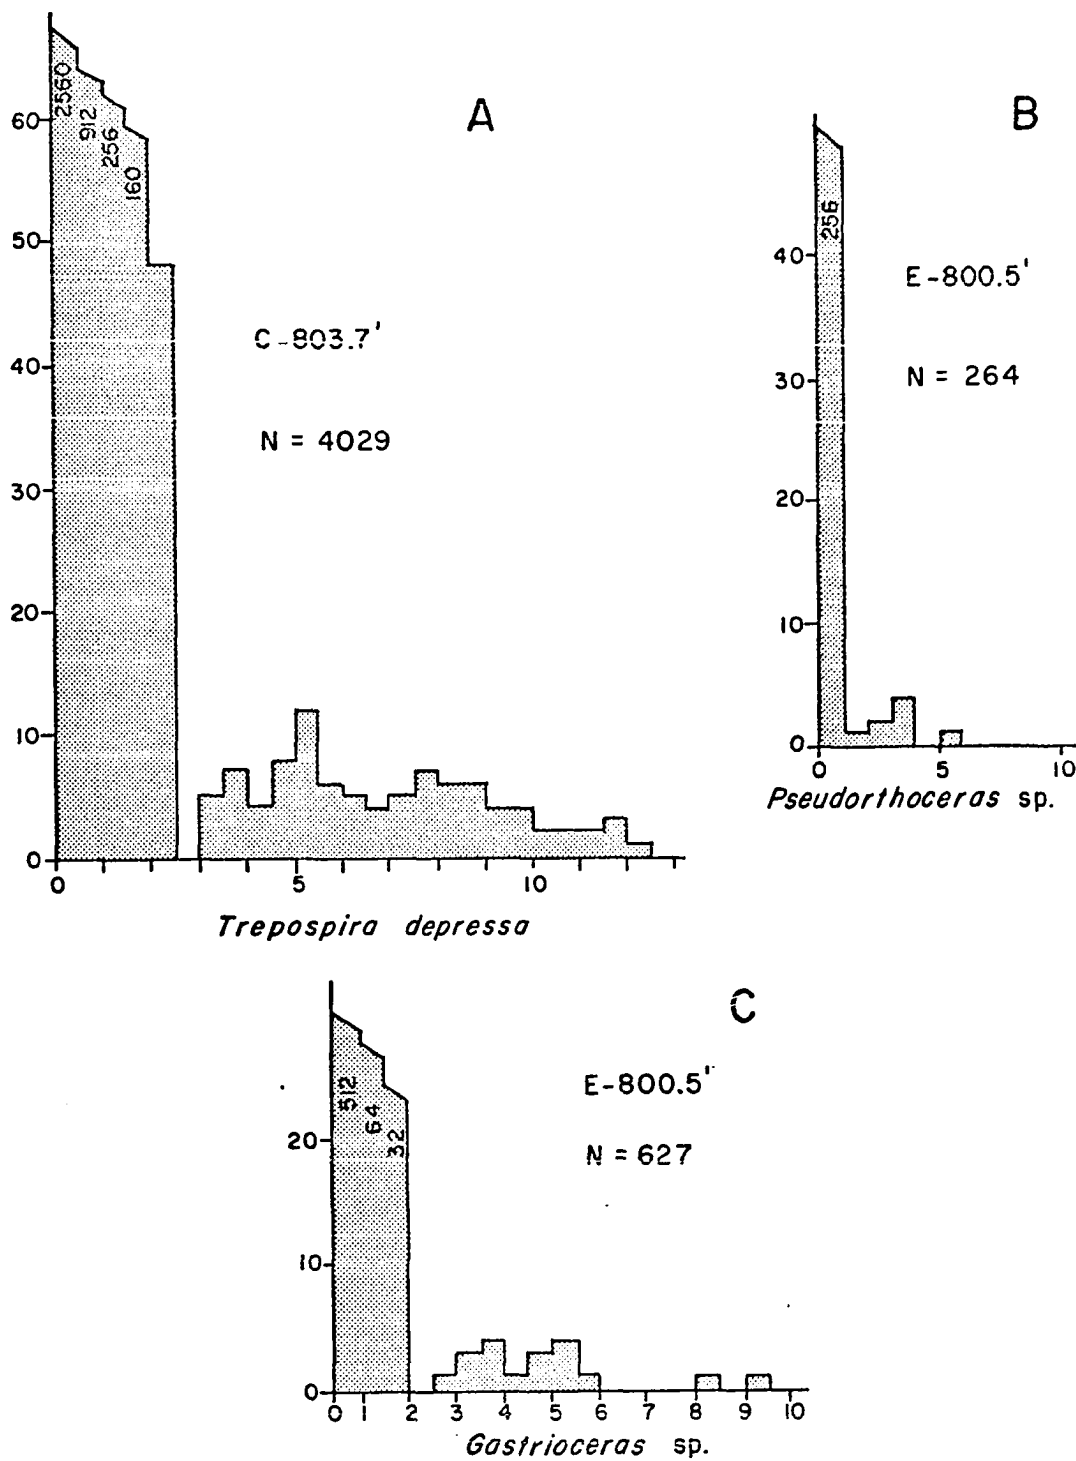 A
60
50
40
30
20
10
0
2560
912
256
160
C-803.7'
N = 4029
0 5 10
Trepospira depressa
B
40
30
20
10
0
256
E-800.5'
N = 264
0 5 10
Pseudorthoceras sp.
C
20
10
0
512
64
32
E-800.5'
N = 627
0 1 2 3 4 5 6 7 8 9 10
Gastrioceras sp.